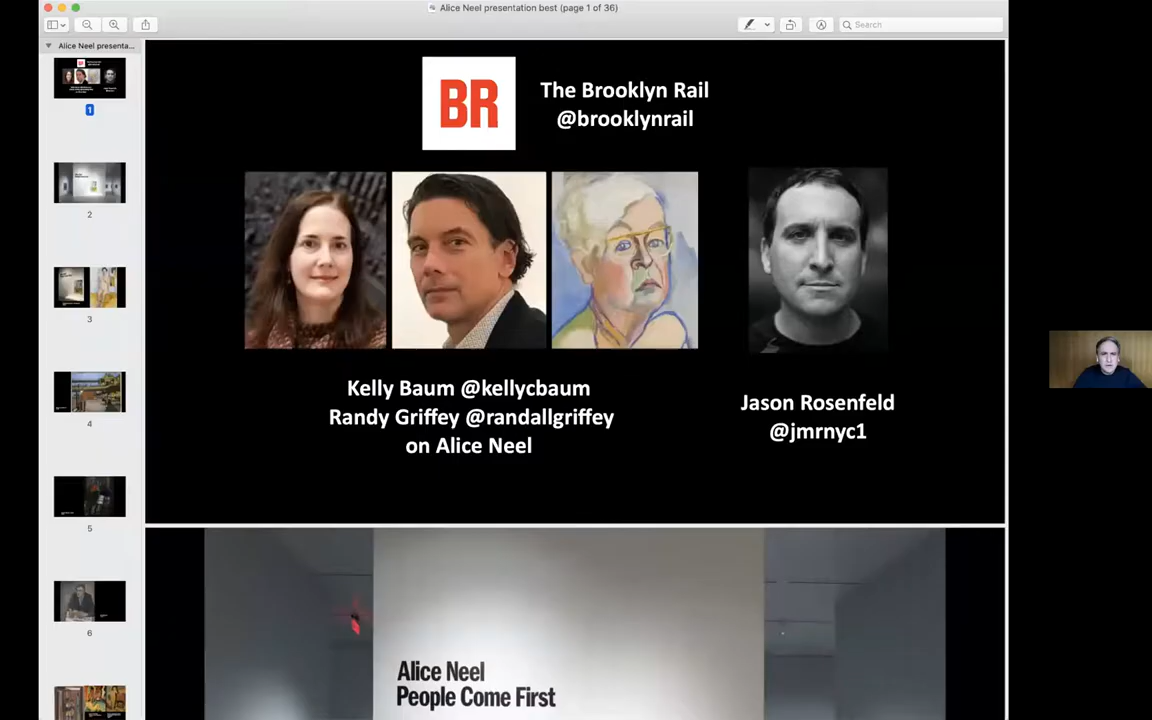 Alice Neel presentation best (page 1 of 36)
Search
Alice Neel presenta...
1
2
3
4
5
6
BR
The Brooklyn Rail
@brooklynrail
Kelly Baum @kellycbaum
Randy Griffey @randallgriffey
on Alice Neel
Jason Rosenfeld
@jmrnyc1
Alice Neel
People Come First